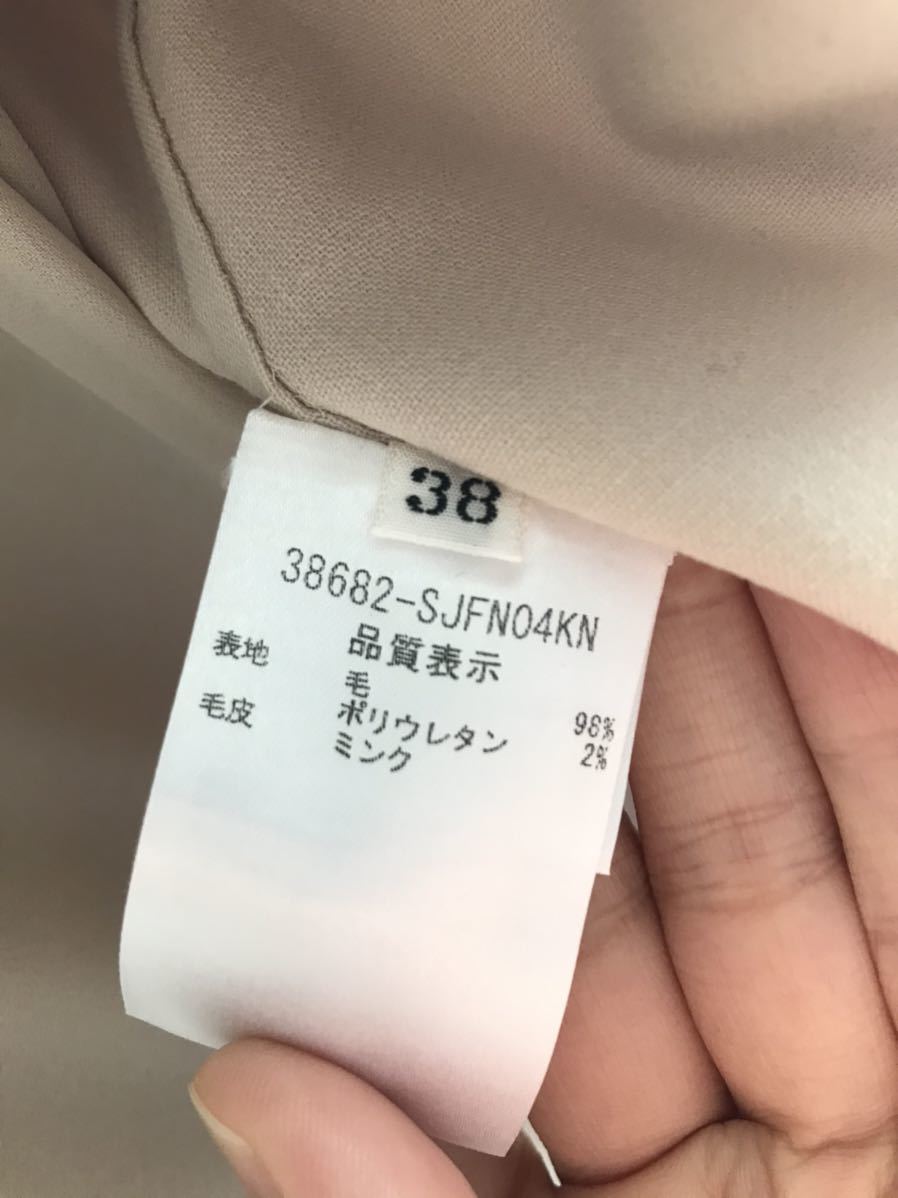 38
38682-SJFN04KN
品質表示
表地 毛 98%
ポリウレタン 2%
毛皮 ミンク